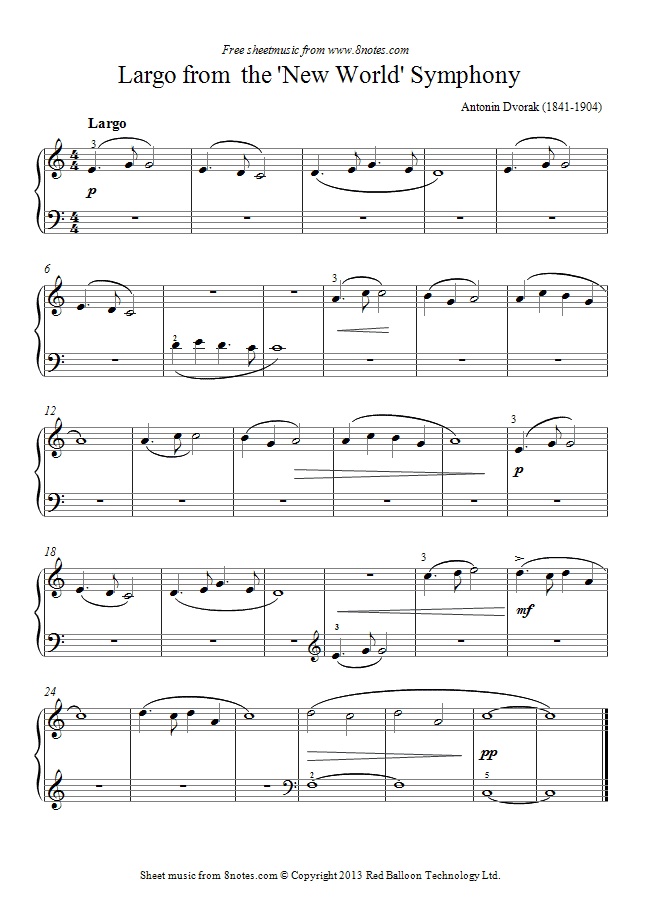 Free sheetmusic from www.8notes.com
Largo from the 'New World' Symphony
Antonin Dvorak (1841-1904)
Largo
3
4
4
p
4
4
6
3
2
12
3
p
18
3
>
mf
3
24
pp
2
5
Sheet music from 8notes.com © Copyright 2013 Red Balloon Technology Ltd.